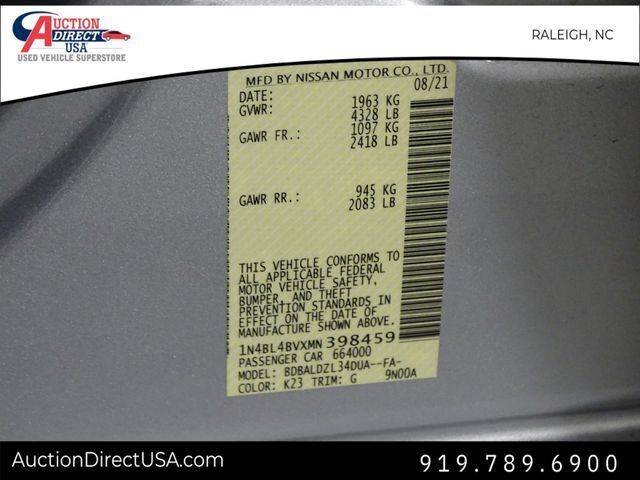 AUCTION
DIRECT
USA
USED VEHICLE SUPERSTORE
RALEIGH, NC
MFD BY NISSAN MOTOR CO., LTD.
DATE: 08/21
GVWR: 1963 KG
4328 LB
GAWR FR.: 1097 KG
2418 LB
GAWR RR.: 945 KG
2083 LB
THIS VEHICLE CONFORMS TO
ALL APPLICABLE FEDERAL
MOTOR VEHICLE SAFETY,
BUMPER, AND THEFT
PREVENTION STANDARDS IN
EFFECT ON THE DATE OF
MANUFACTURE SHOWN ABOVE.
1N4BL4BVXMN398459
PASSENGER CAR 664000
MODEL: BDBALDZL34DUA--FA-
COLOR: K23 TRIM: G 9N00A
AuctionDirectUSA.com
919.789.6900